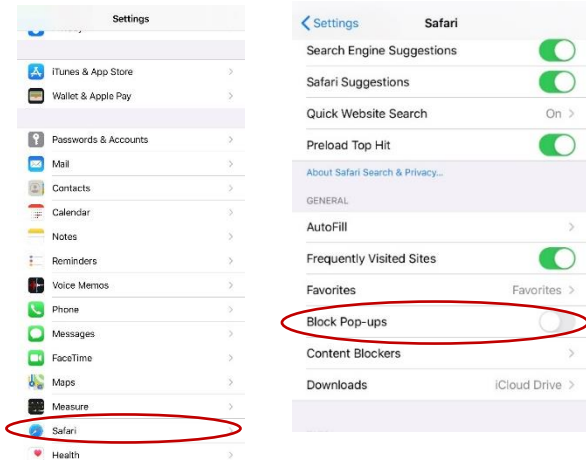 Settings
iTunes & App Store
Wallet & Apple Pay
Passwords & Accounts
Mail
Contacts
Calendar
Notes
Reminders
Voice Memos
Phone
Messages
FaceTime
Maps
Measure
Safari
Health
Settings Safari
Search Engine Suggestions
Safari Suggestions
Quick Website Search On
Preload Top Hit
About Safari Search & Privacy...
GENERAL
AutoFill
Frequently Visited Sites
Favorites Favorites
Block Pop-ups
Content Blockers
Downloads iCloud Drive